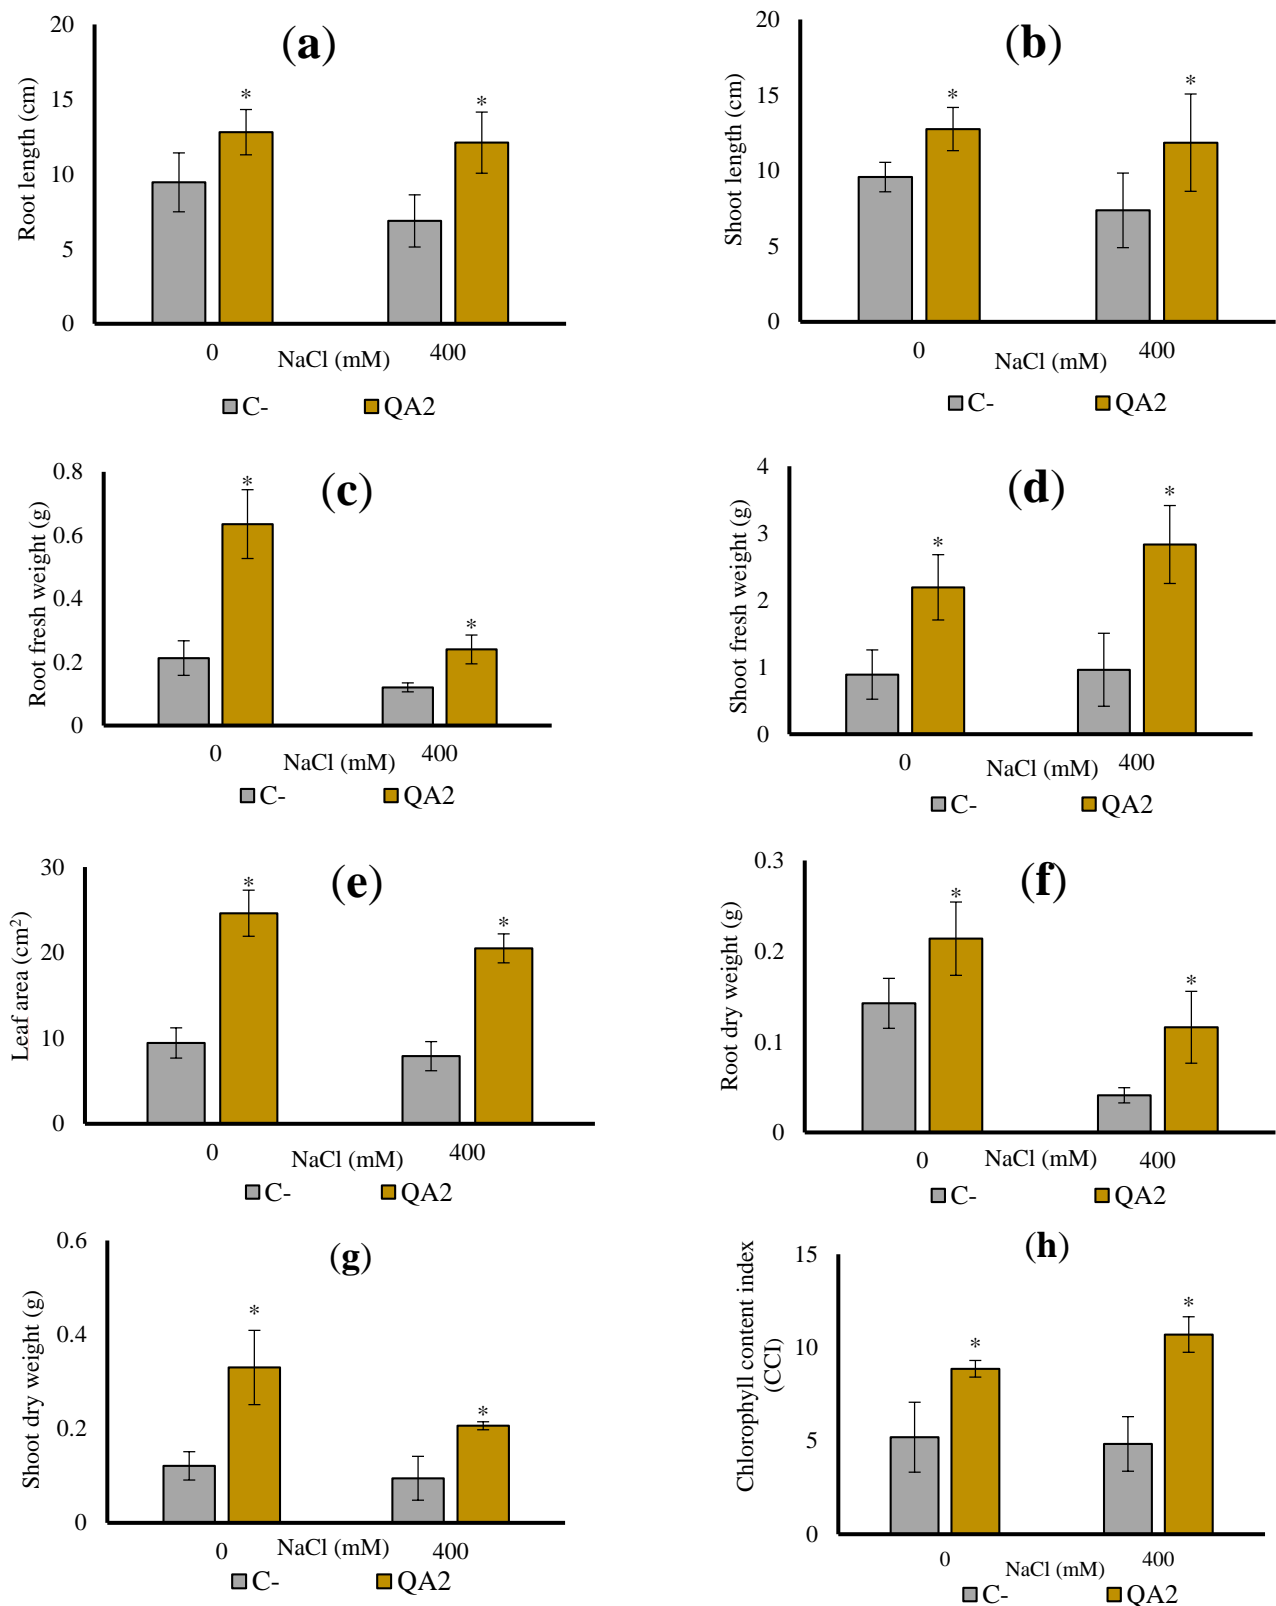 (a)
Root length (cm)
20
15
10
5
0
* *
0 NaCl (mM) 400
C- QA2
(b)
Shoot length (cm)
20
15
10
5
0
* *
0 NaCl (mM) 400
C- QA2
(c)
Root fresh weight (g)
0.8
0.6
0.4
0.2
0
* *
0 NaCl (mM) 400
C- QA2
(d)
Shoot fresh weight (g)
4
3
2
1
0
* *
0 NaCl (mM) 400
C- QA2
(e)
Leaf area (cm²)
30
20
10
0
* *
0 NaCl (mM) 400
C- QA2
(f)
Root dry weight (g)
0.3
0.2
0.1
0
* *
0 NaCl (mM) 400
C- QA2
(g)
Shoot dry weight (g)
0.6
0.4
0.2
0
* *
0 NaCl (mM) 400
C- QA2
(h)
Chlorophyll content index
(CCI)
15
10
5
0
* *
0 NaCl (mM) 400
C- QA2